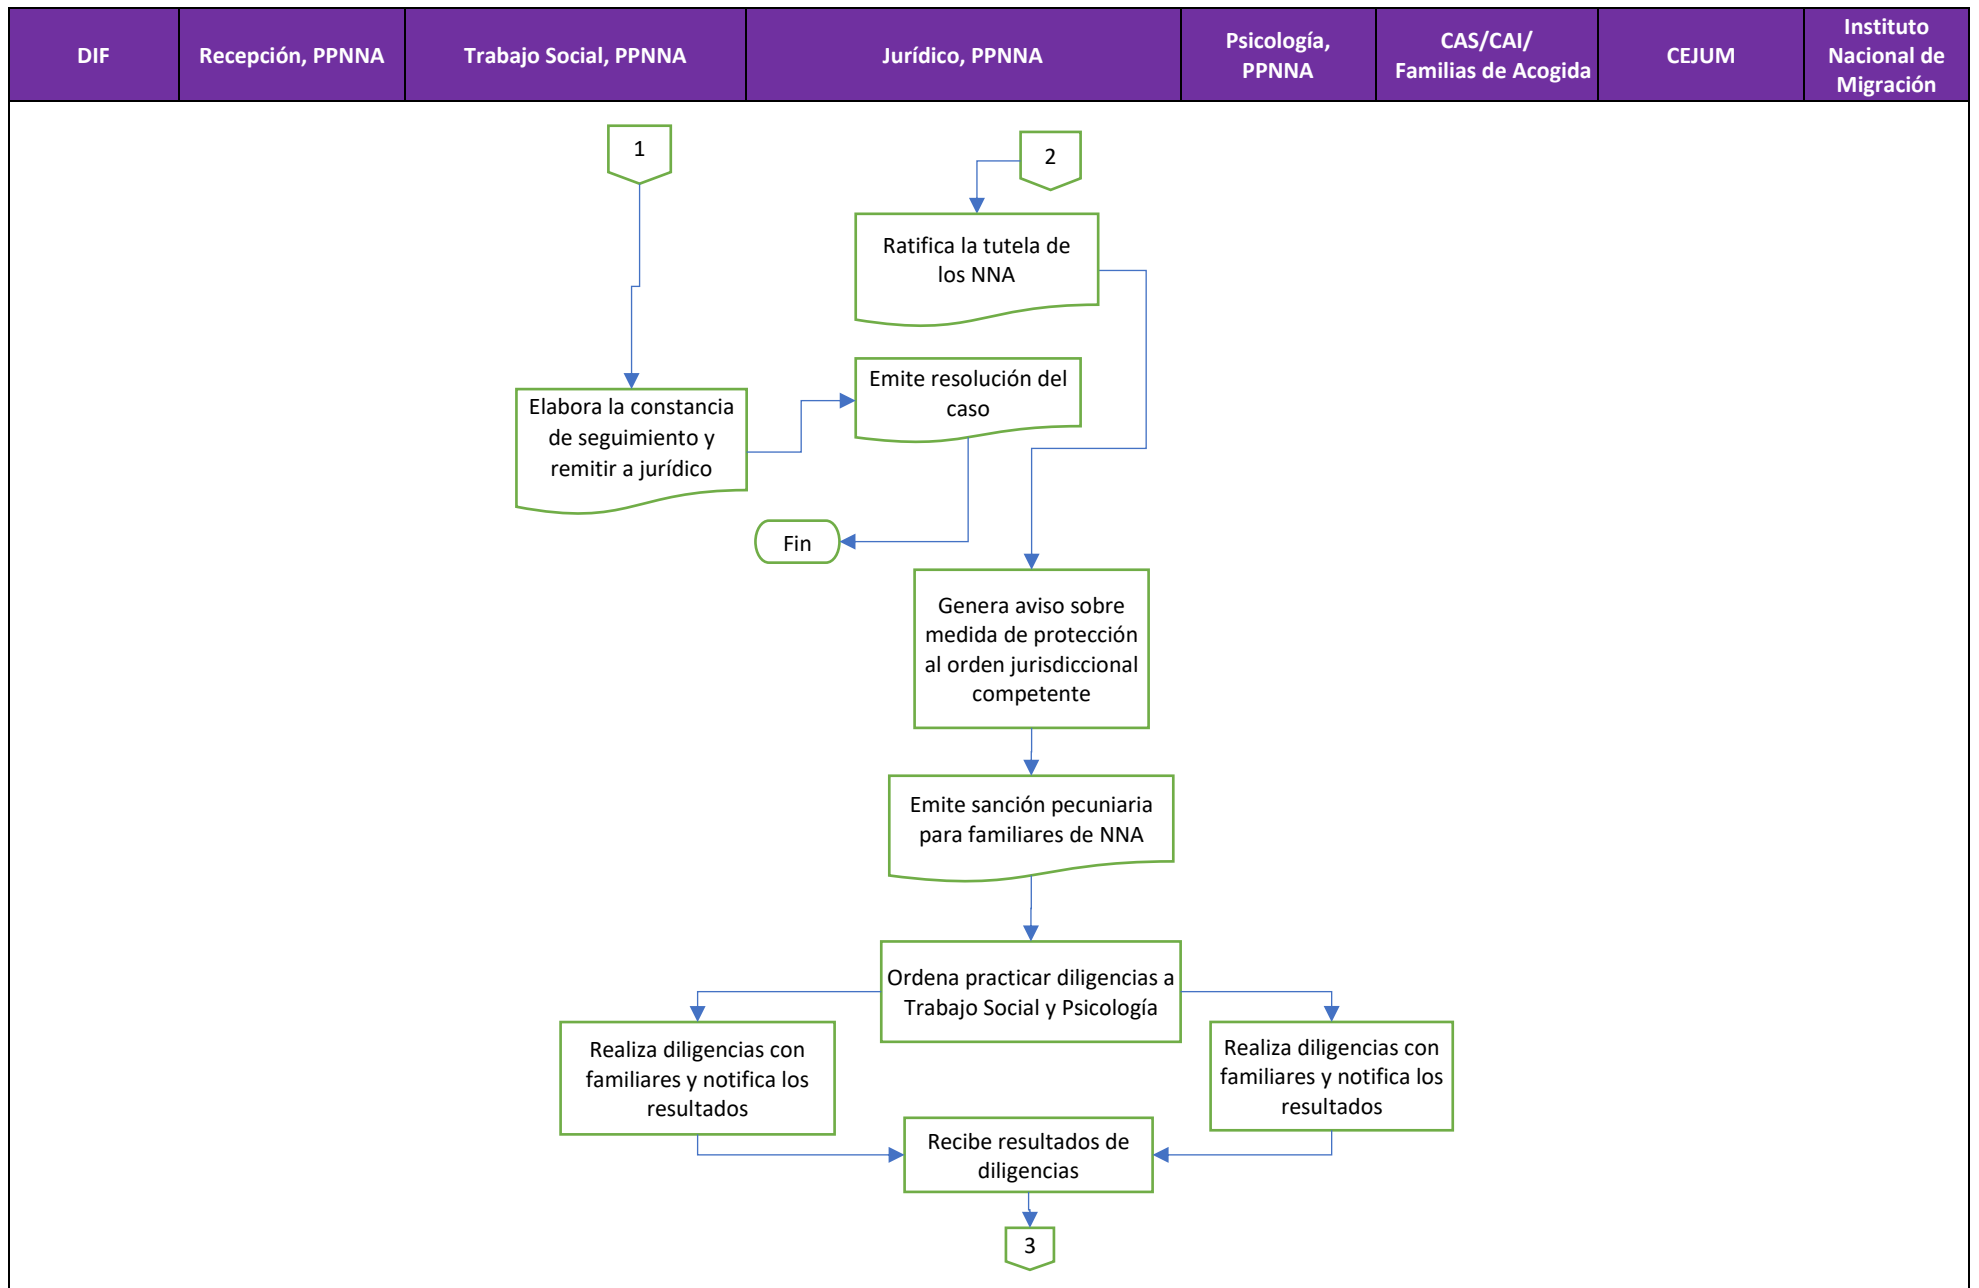 DIF
Recepción, PPNNA
Trabajo Social, PPNNA
Jurídico, PPNNA
Psicología,
PPNNA
CAS/CAI/
Familias de Acogida
CEJUM
Instituto
Nacional de
Migración
1
2
Ratifica la tutela de
los NNA
Emite resolución del
caso
Elabora la constancia
de seguimiento y
remitir a jurídico
Fin
Genera aviso sobre
medida de protección
al orden jurisdiccional
competente
Emite sanción pecuniaria
para familiares de NNA
Ordena practicar diligencias a
Trabajo Social y Psicología
Realiza diligencias con
familiares y notifica los
resultados
Realiza diligencias con
familiares y notifica los
resultados
Recibe resultados de
diligencias
3